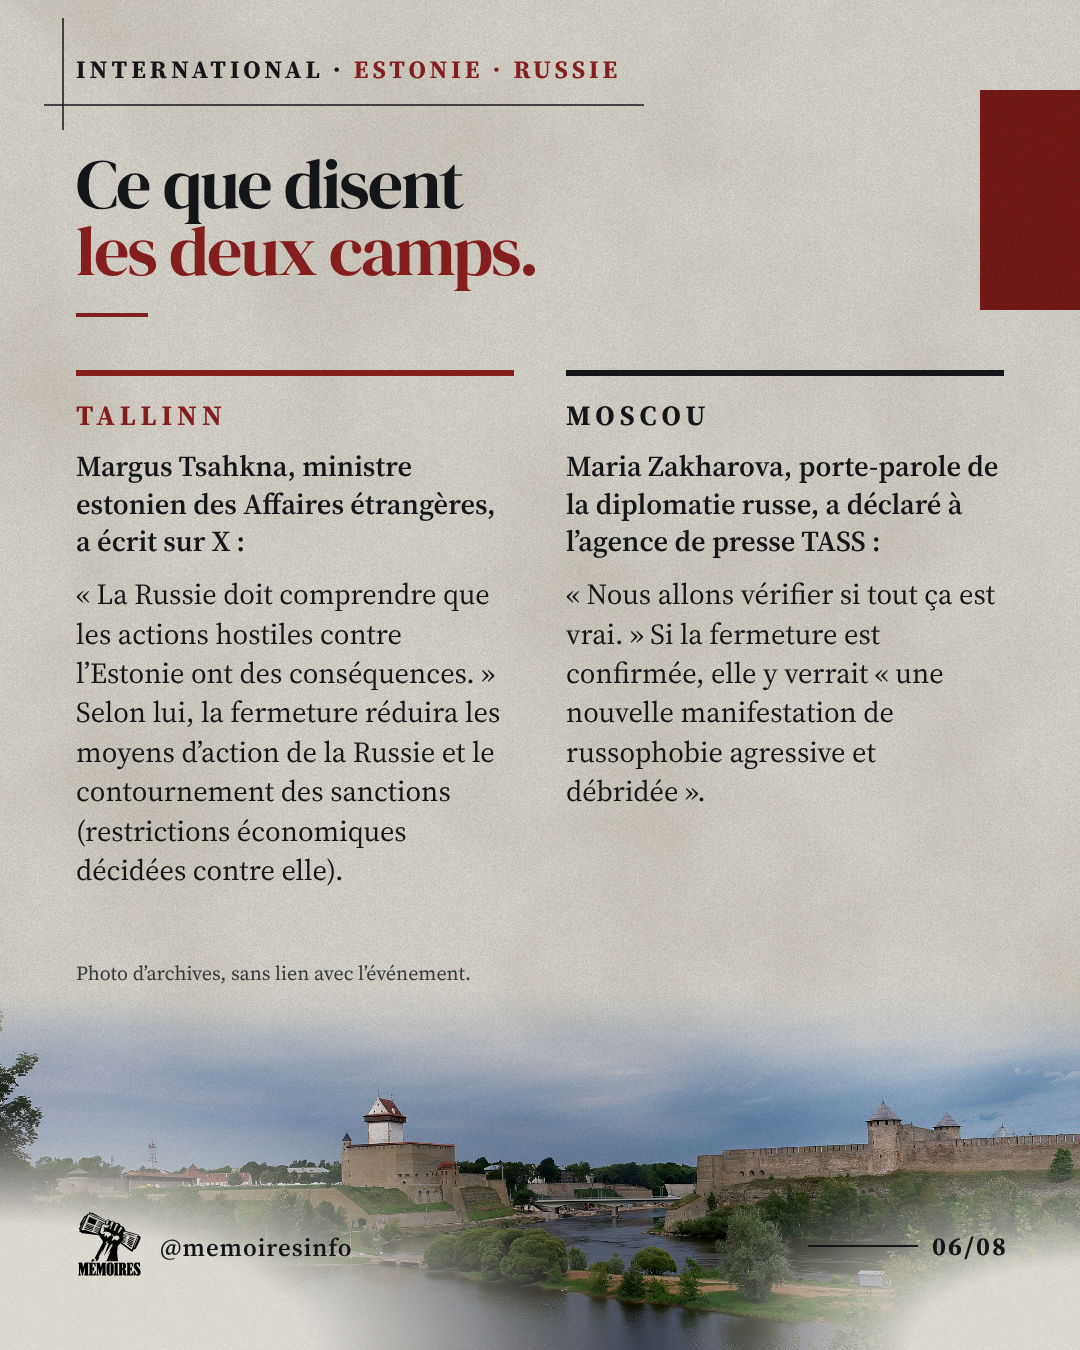 INTERNATIONAL · ESTONIE · RUSSIE
Ce que disent
les deux camps.
TALLINN
Margus Tsahkna, ministre
estonien des Affaires étrangères,
a écrit sur X :
« La Russie doit comprendre que
les actions hostiles contre
l’Estonie ont des conséquences. »
Selon lui, la fermeture réduira les
moyens d’action de la Russie et le
contournement des sanctions
(restrictions économiques
décidées contre elle).
MOSCOU
Maria Zakharova, porte-parole de
la diplomatie russe, a déclaré à
l’agence de presse TASS :
« Nous allons vérifier si tout ça est
vrai. » Si la fermeture est
confirmée, elle y verrait « une
nouvelle manifestation de
russophobie agressive et
débridée ».
Photo d’archives, sans lien avec l’événement.
MÉMOIRES
@memoiresinfo
06/08